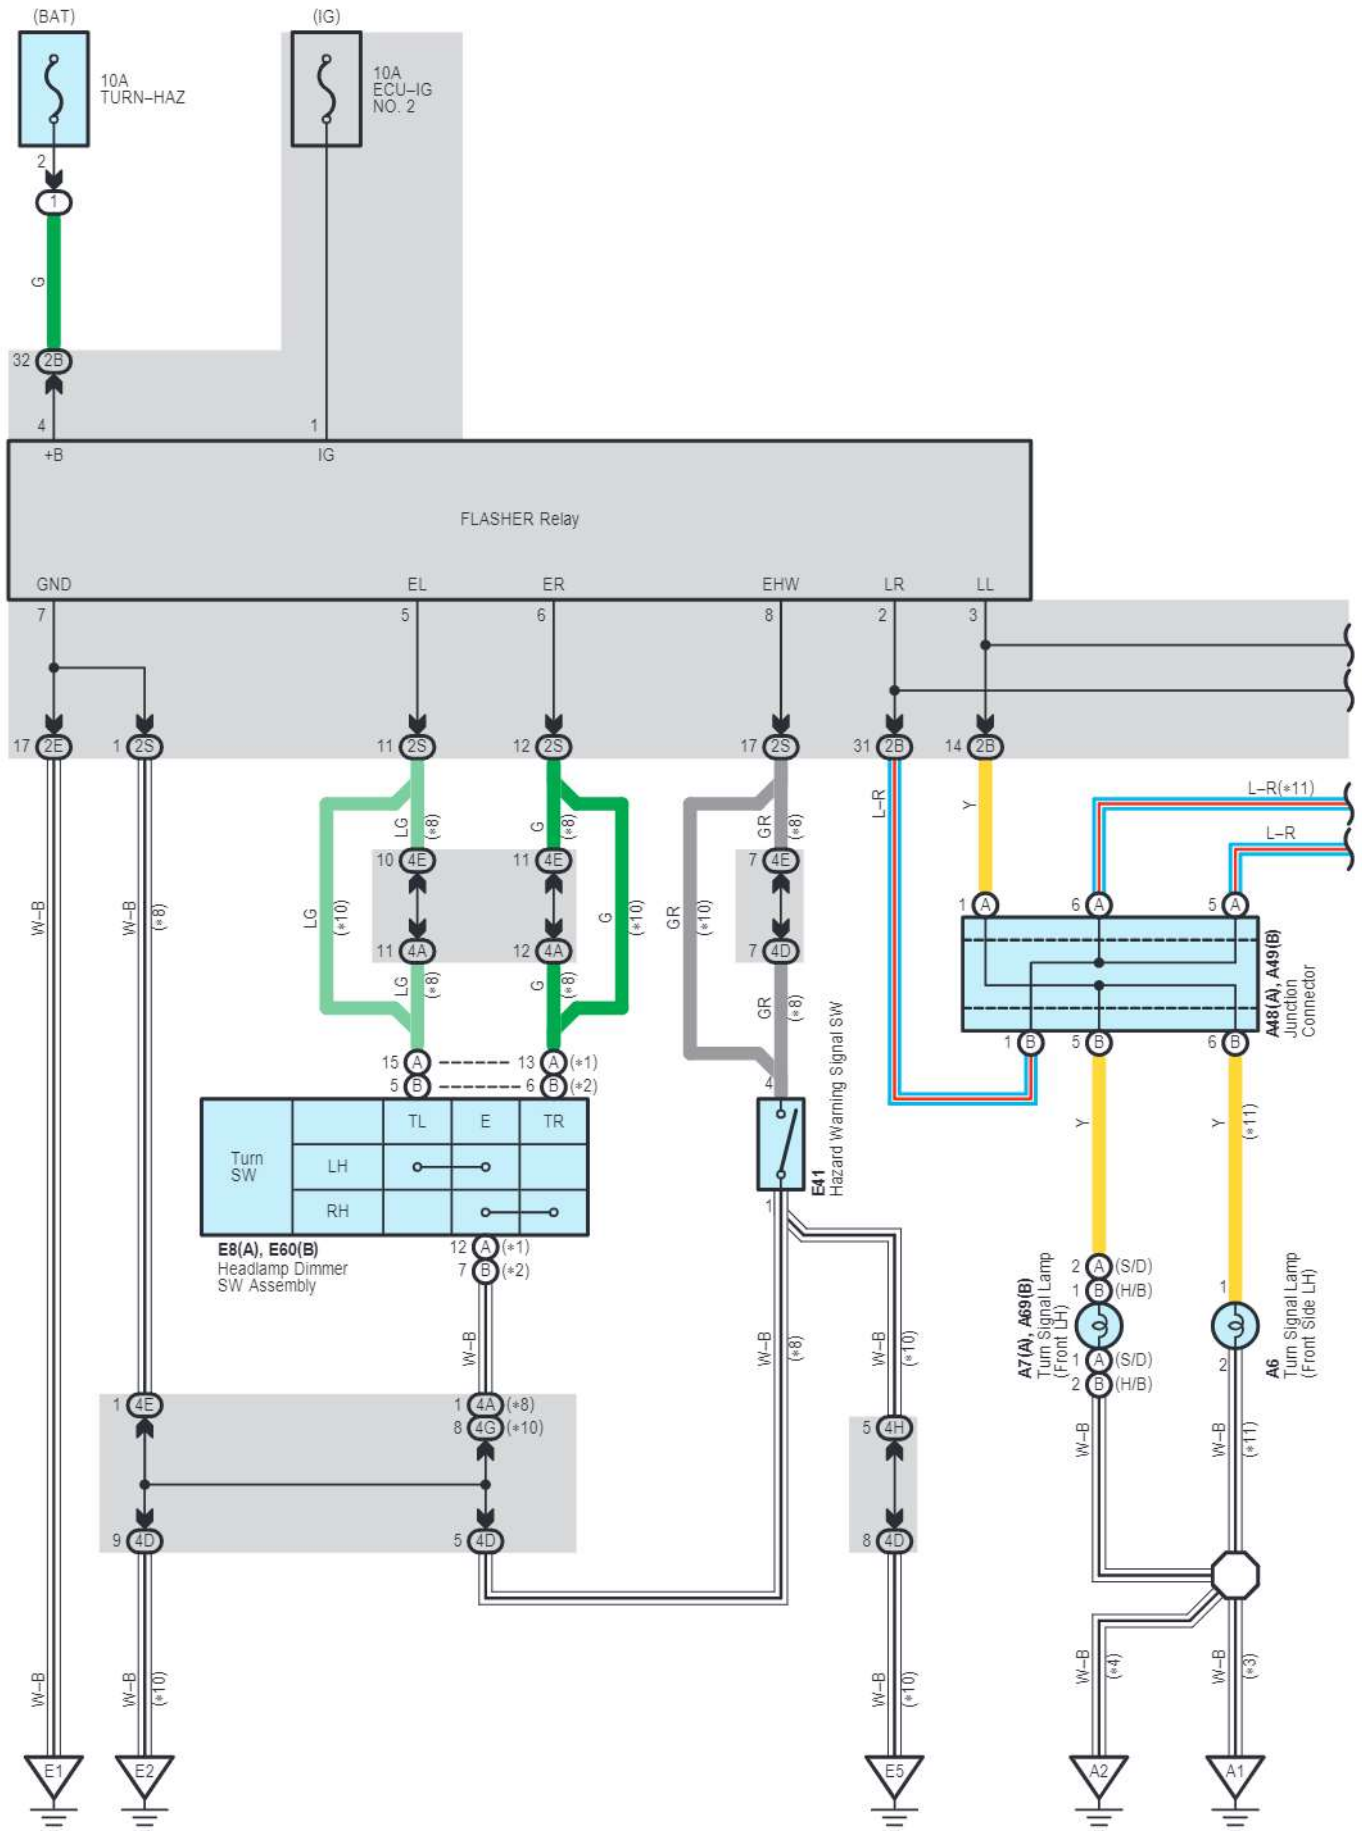 (BAT)
(IG)
10A
TURN–HAZ
10A
ECU–IG
NO. 2
2
1
G
32 2B
4
1
+B
IG
FLASHER Relay
GND
EL
ER
EHW
LR
LL
7
5
6
8
2
3
17 2E
1 2S
11 2S
12 2S
17 2S
31 2B
14 2B
L–R(*11)
L–R
LG
(*8)
G
(*8)
GR
(*8)
L–R
Y
10 4E
11 4E
7 4E
W–B
W–B
(*8)
LG
(*10)
G
(*10)
GR
(*10)
1 A
6 A
5 A
11 4A
12 4A
7 4D
LG
(*8)
G
(*8)
GR
(*8)
A48(A), A49(B)
Junction
Connector
1 B
5 B
6 B
15 A
13 A (*1)
5 B
6 B (*2)
4
Turn
SW
TL
E
TR
LH
RH
E41
Hazard Warning Signal SW
Y
Y
(*11)
1
E8(A), E60(B)
Headlamp Dimmer
SW Assembly
12 A (*1)
7 B (*2)
2 A (S/D)
1 B (H/B)
1
A7(A), A69(B)
Turn Signal Lamp
(Front LH)
A6
Turn Signal Lamp
(Front Side LH)
1 A (S/D)
2 B (H/B)
2
W–B
W–B
(*8)
W–B
(*10)
1 4E
1 4A (*8)
8 4G (*10)
5 4H
W–B
W–B
(*11)
9 4D
5 4D
8 4D
W–B
W–B
(*10)
W–B
(*10)
W–B
(*4)
W–B
(*3)
E1
E2
E5
A2
A1